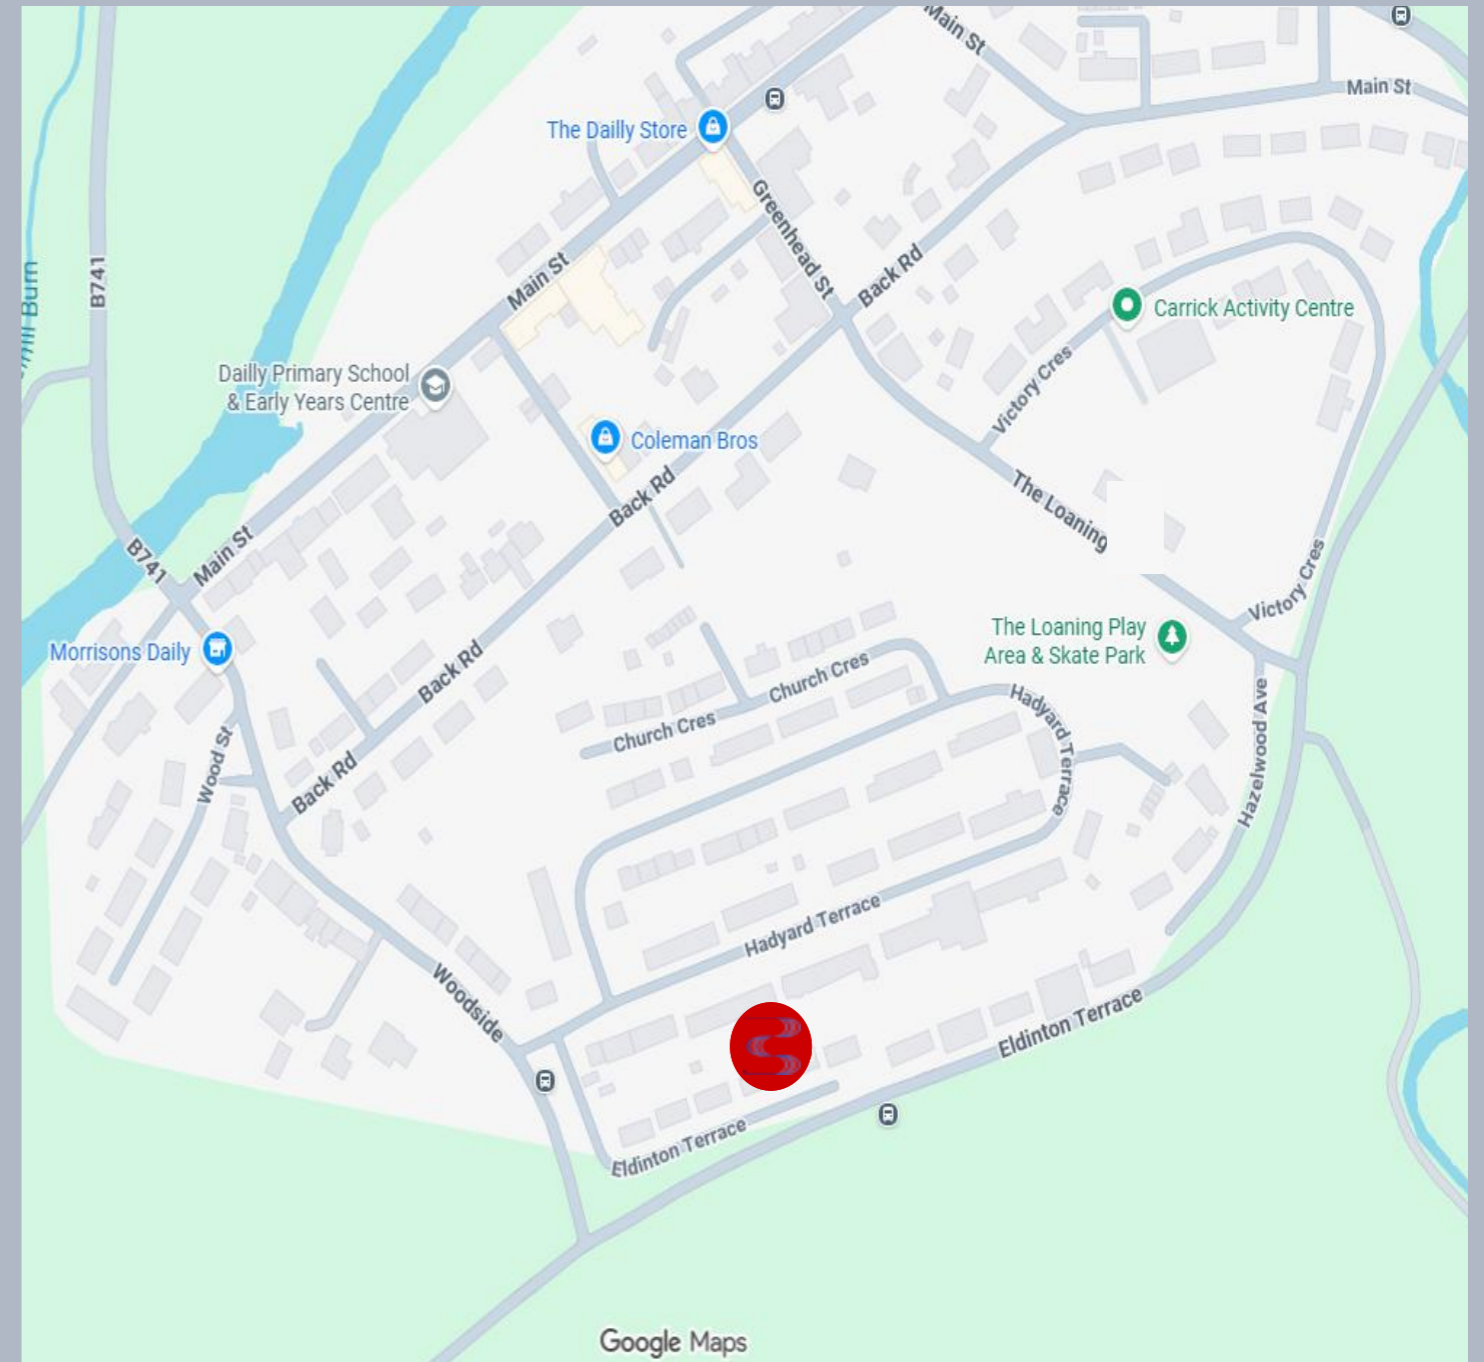 Main St
Main St
The Dailly Store
Greenhead St
Back Rd
B741
Main St
Carrick Activity Centre
Dailly Primary School
& Early Years Centre
Victory Cres
Coleman Bros
Back Rd
The Loaning
B741
Main St
Victory Cres
The Loaning Play
Area & Skate Park
Morrisons Daily
Back Rd
Church Cres
Church Cres
Hadyard Terrace
Hazelwood Ave
Wood St
Back Rd
Hadyard Terrace
Woodside
Eldinton Terrace
Eldinton Terrace
Google Maps